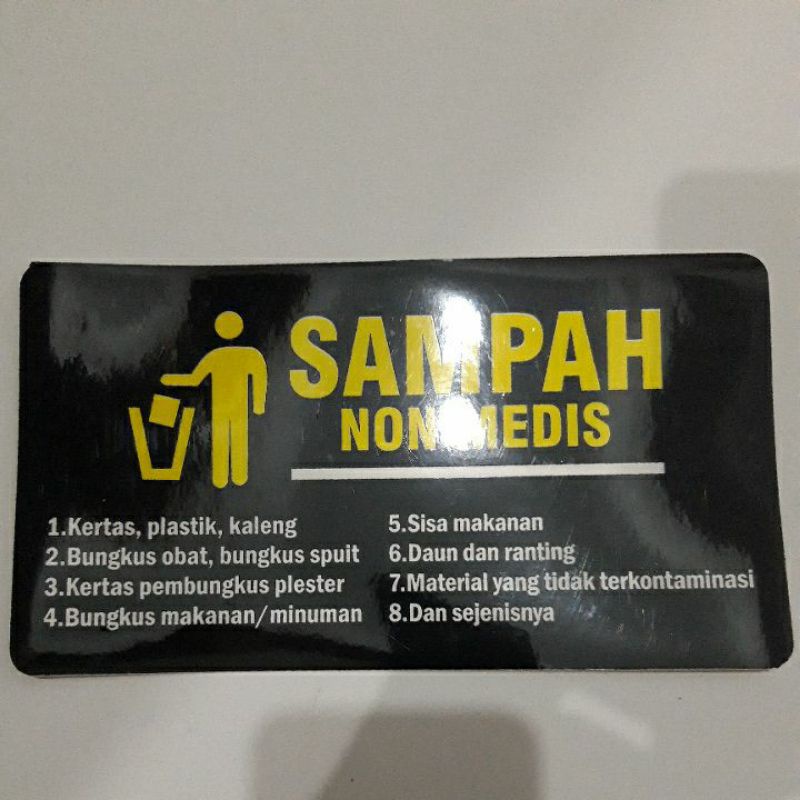 SAMPAH
NON MEDIS
1.Kertas, plastik, kaleng
2.Bungkus obat, bungkus spuit
3.Kertas pembungkus plester
4.Bungkus makanan/minuman
5.Sisa makanan
6.Daun dan ranting
7.Material yang tidak terkontaminasi
8.Dan sejenisnya